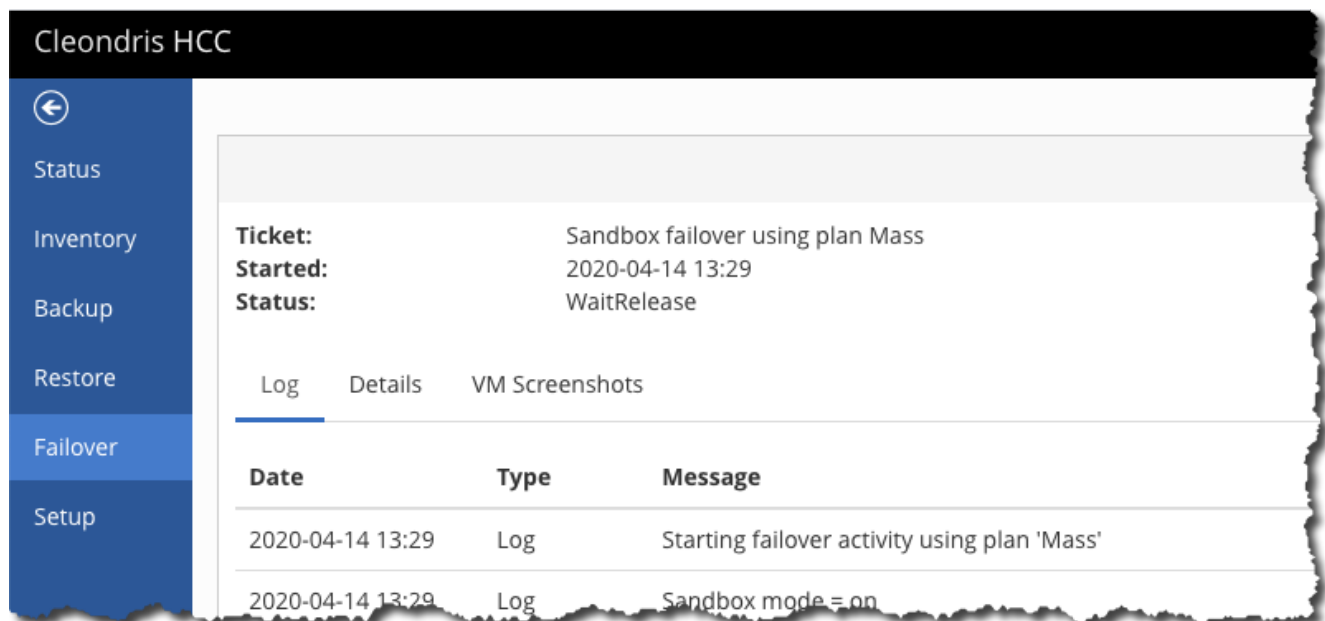 Cleondris HCC
Status
Inventory
Backup
Restore
Failover
Setup
Ticket: Sandbox failover using plan Mass
Started: 2020-04-14 13:29
Status: WaitRelease
Log Details VM Screenshots
Date Type Message
2020-04-14 13:29 Log Starting failover activity using plan 'Mass'
2020-04-14 13:29 Log Sandbox mode = on